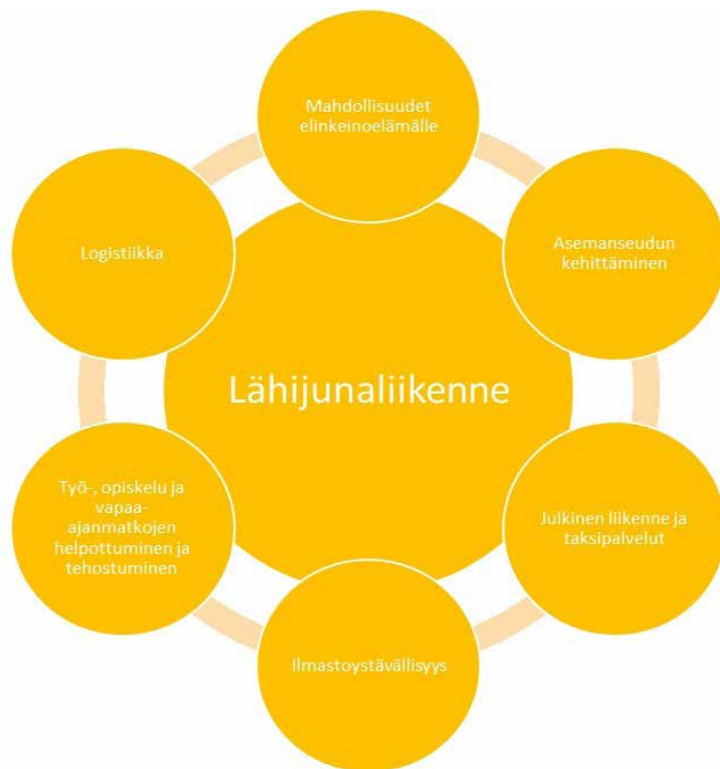 Mahdollisuudet
elinkeinoelämälle
Asemanseudun
kehittäminen
Julkinen liikenne ja
taksipalvelut
Ilmastoystävällisyys
Työ-, opiskelu ja
vapaa-
ajanmatkojen
helpottuminen ja
tehostuminen
Logistiikka
Lähijunaliikenne